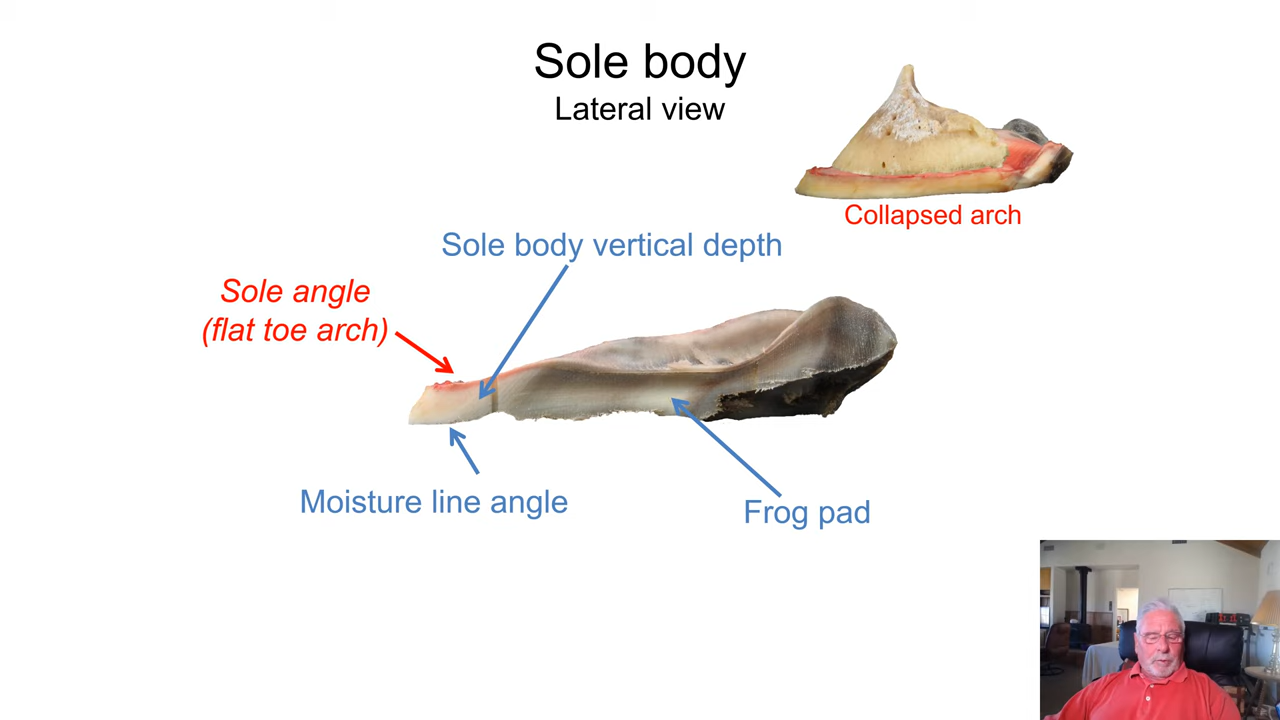 Sole body
Lateral view
Collapsed arch
Sole body vertical depth
Sole angle
(flat toe arch)
Moisture line angle
Frog pad